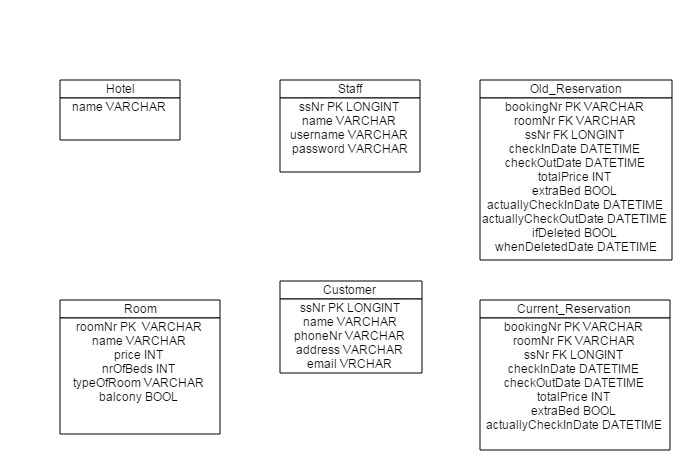 Hotel
name VARCHAR
Staff
ssNr PK LONGINT
name VARCHAR
username VARCHAR
password VARCHAR
Old_Reservation
bookingNr PK VARCHAR
roomNr FK VARCHAR
ssNr FK LONGINT
checkInDate DATETIME
checkOutDate DATETIME
totalPrice INT
extraBed BOOL
actuallyCheckInDate DATETIME
actuallyCheckOutDate DATETIME
ifDeleted BOOL
whenDeletedDate DATETIME
Room
roomNr PK VARCHAR
name VARCHAR
price INT
nrOfBeds INT
typeOfRoom VARCHAR
balcony BOOL
Customer
ssNr PK LONGINT
name VARCHAR
phoneNr VARCHAR
address VARCHAR
email VRCHAR
Current_Reservation
bookingNr PK VARCHAR
roomNr FK VARCHAR
ssNr FK LONGINT
checkInDate DATETIME
checkOutDate DATETIME
totalPrice INT
extraBed BOOL
actuallyCheckInDate DATETIME